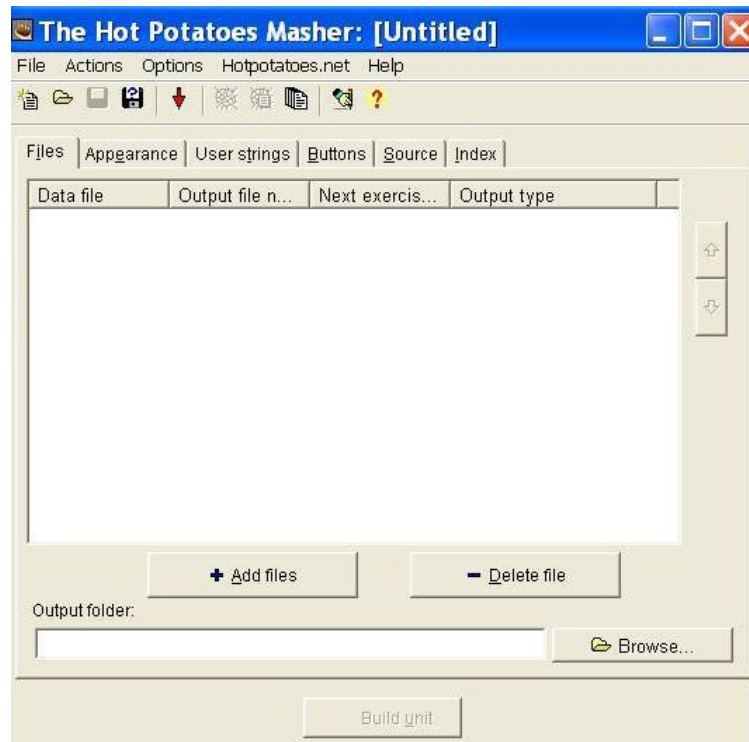 The Hot Potatoes Masher: [Untitled]
File Actions Options Hotpotatoes.net Help
?
Files Appearance User strings Buttons Source Index
Data file Output file n... Next exercis... Output type
+ Add files - Delete file
Output folder:
Browse...
Build unit